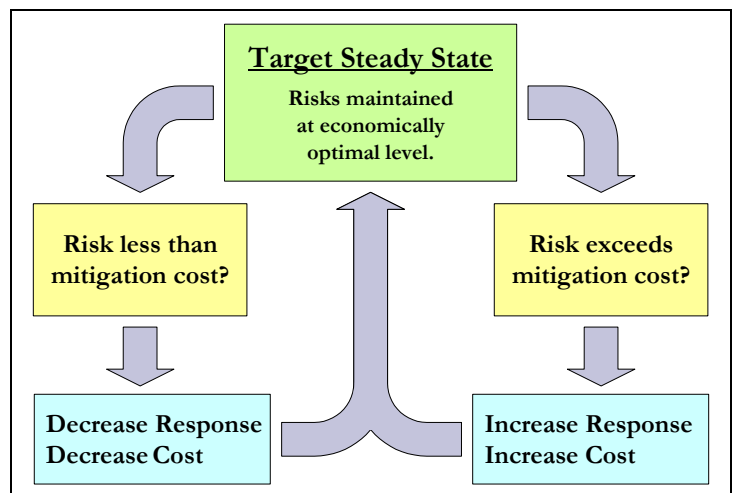 Target Steady State
Risks maintained
at economically
optimal level.
Risk less than
mitigation cost?
Risk exceeds
mitigation cost?
Decrease Response
Decrease Cost
Increase Response
Increase Cost